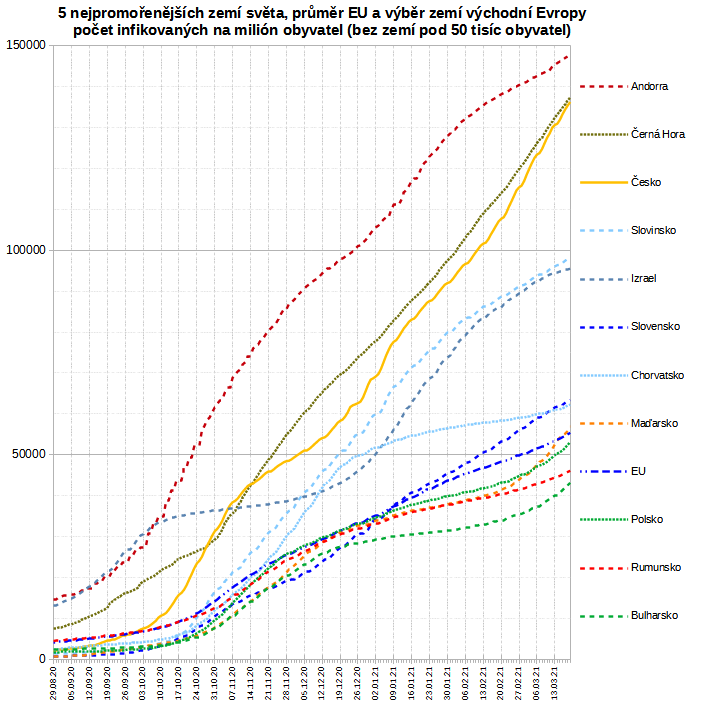 5 nejpromořenějších zemí světa, průměr EU a výběr zemí východní Evropy
počet infikovaných na milión obyvatel (bez zemí pod 50 tisíc obyvatel)
150000
100000
50000
0
Andorra
Černá Hora
Česko
Slovinsko
Izrael
Slovensko
Chorvatsko
Maďarsko
EU
Polsko
Rumunsko
Bulharsko
29.08.20
05.09.20
12.09.20
19.09.20
26.09.20
03.10.20
10.10.20
17.10.20
24.10.20
31.10.20
07.11.20
14.11.20
21.11.20
28.11.20
05.12.20
12.12.20
19.12.20
26.12.20
02.01.21
09.01.21
16.01.21
23.01.21
30.01.21
06.02.21
13.02.21
20.02.21
27.02.21
06.03.21
13.03.21